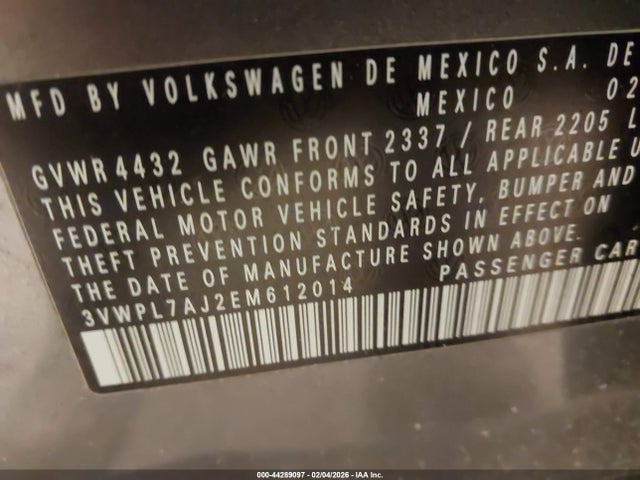 MFD BY VOLKSWAGEN DE MEXICO S.A. DE
MEXICO 02
GVWR4432 GAWR FRONT 2337 / REAR 2205 L
THIS VEHICLE CONFORMS TO ALL APPLICABLE U
FEDERAL MOTOR VEHICLE SAFETY, BUMPER AND
THEFT PREVENTION STANDARDS IN EFFECT ON
THE DATE OF MANUFACTURE SHOWN ABOVE.
3VWPL7AJ2EM612014 PASSENGER CAR
000-44289097 - 02/04/2026 - IAA Inc.